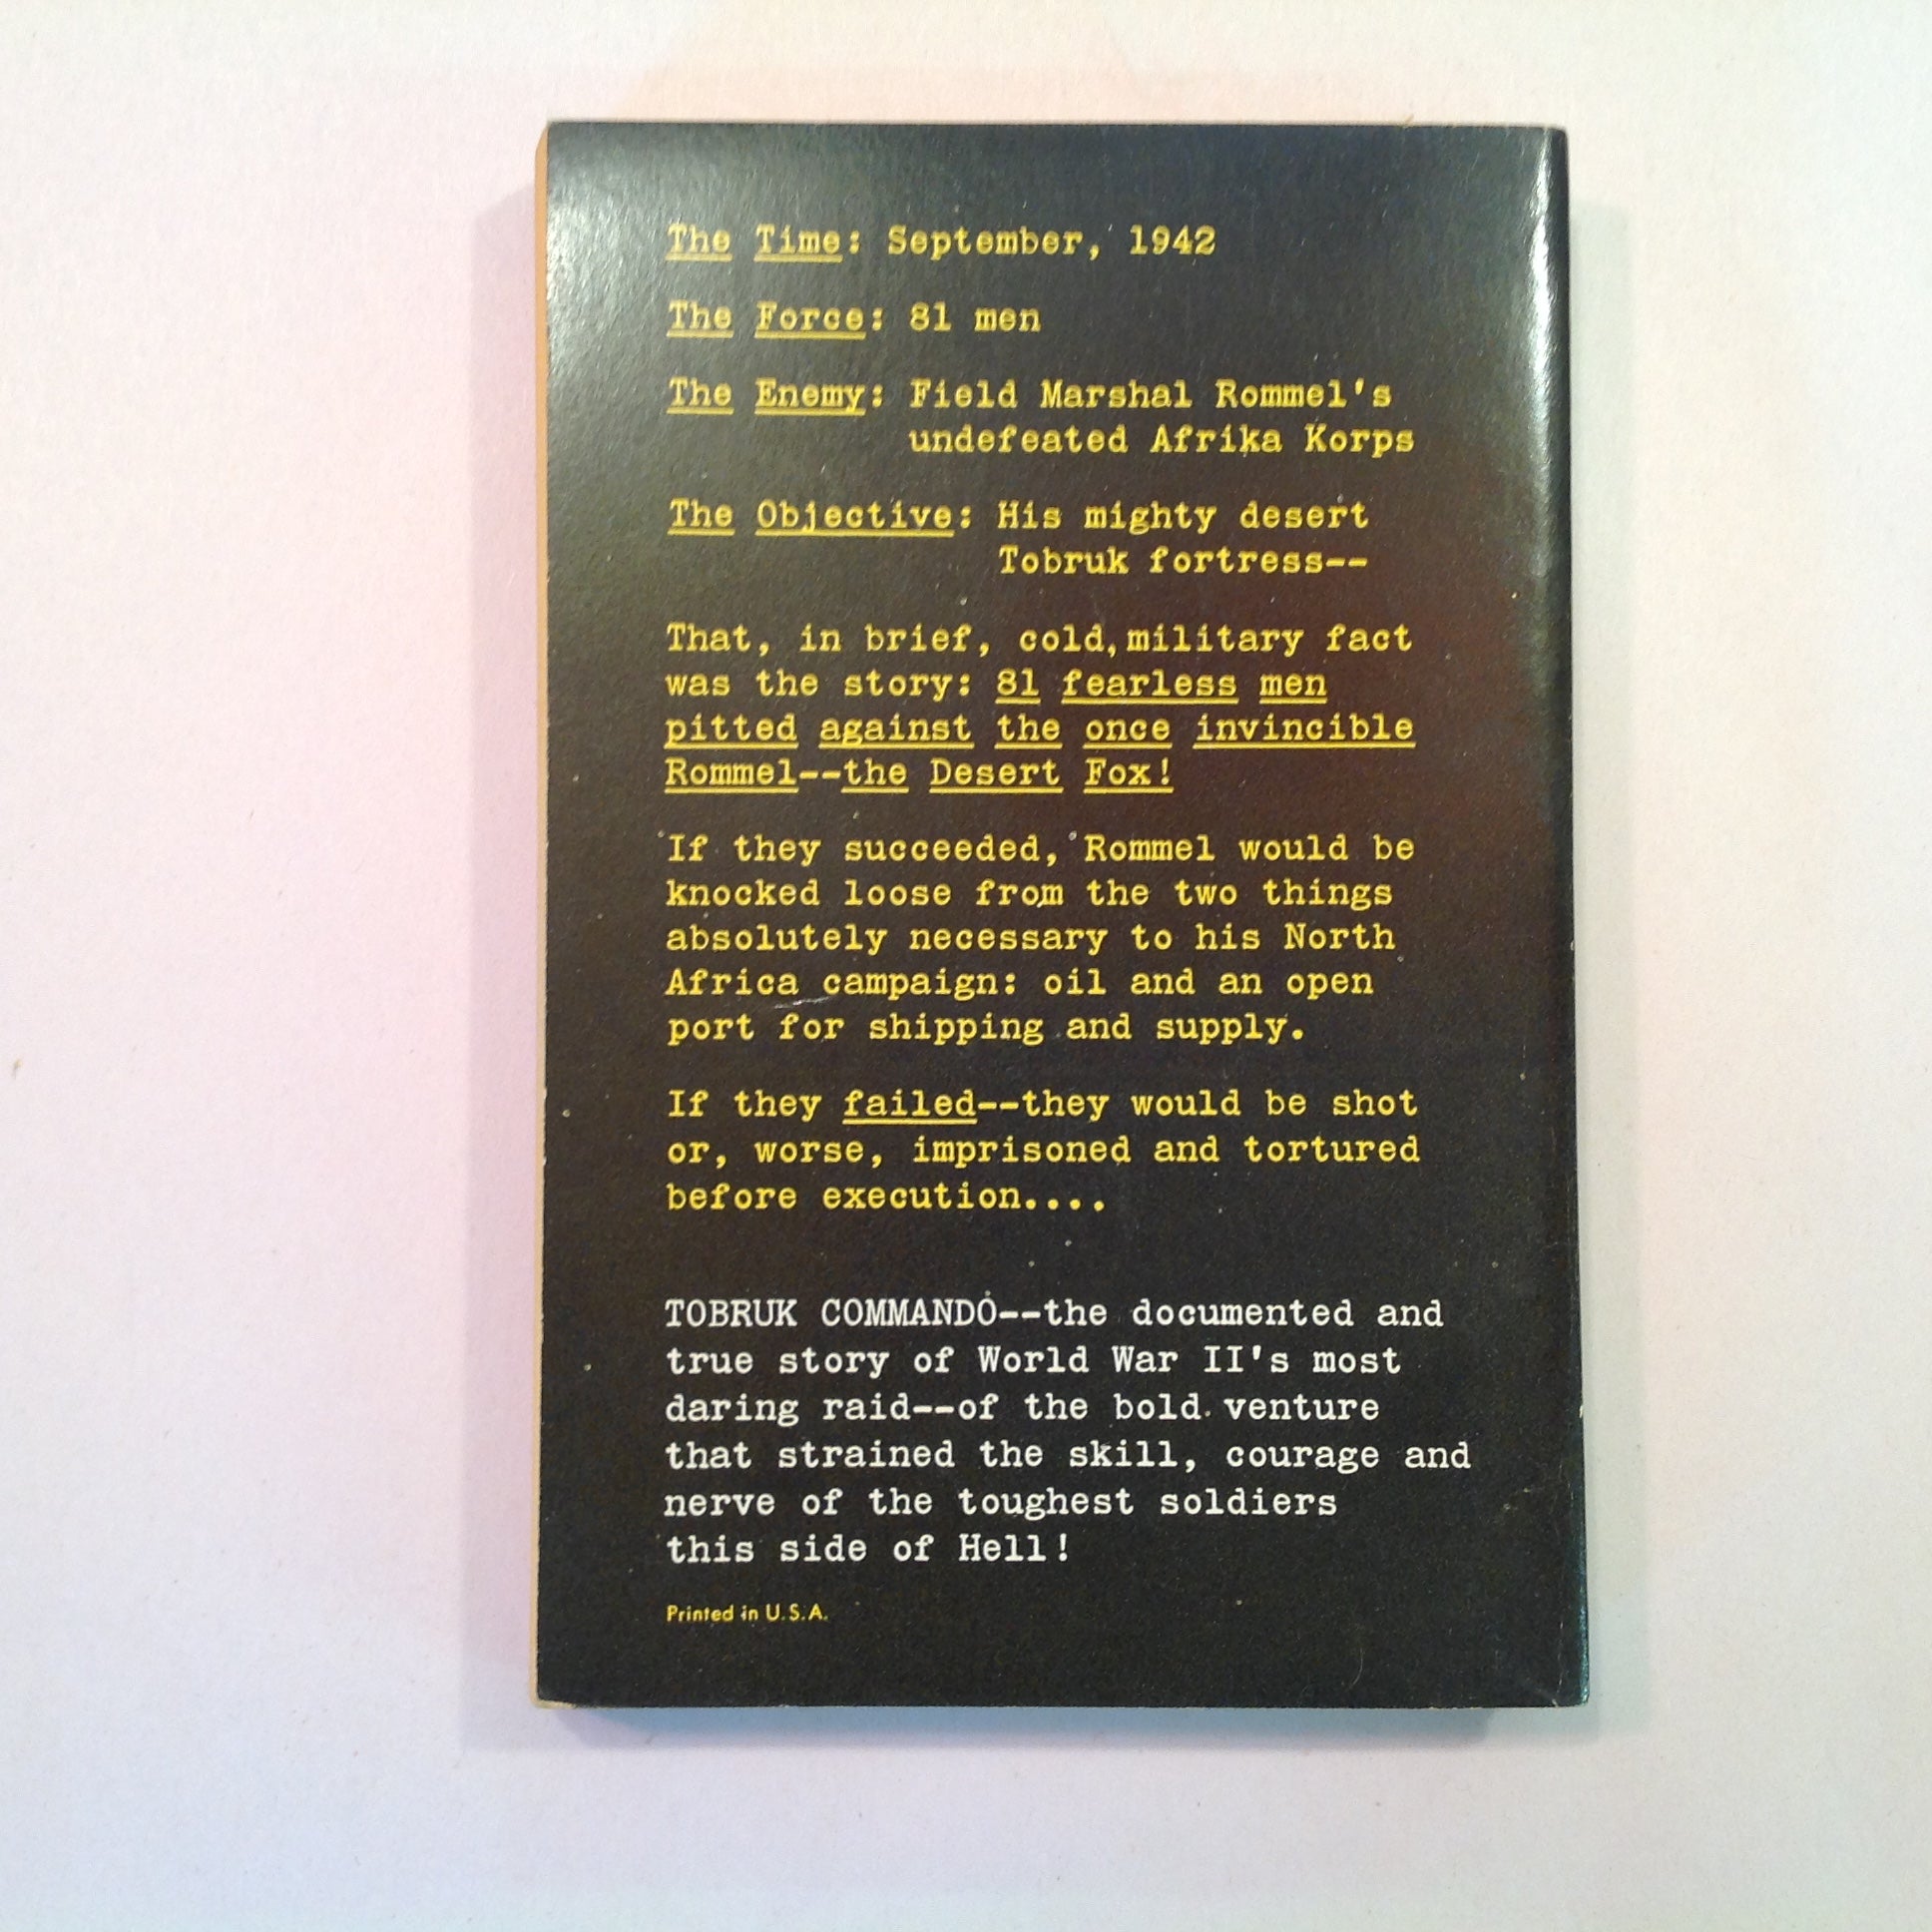 The Time: September, 1942
The Force: 81 men
The Enemy: Field Marshal Rommel's
undefeated Afrika Korps
The Objective: His mighty desert
Tobruk fortress--
That, in brief, cold, military fact
was the story: 81 fearless men
pitted against the once invincible
Rommel--the Desert Fox!
If they succeeded, Rommel would be
knocked loose from the two things
absolutely necessary to his North
Africa campaign: oil and an open
port for shipping and supply.
If they failed--they would be shot
or, worse, imprisoned and tortured
before execution....
TOBRUK COMMANDO--the documented and
true story of World War II's most
daring raid--of the bold venture
that strained the skill, courage and
nerve of the toughest soldiers
this side of Hell!
Printed in U.S.A.